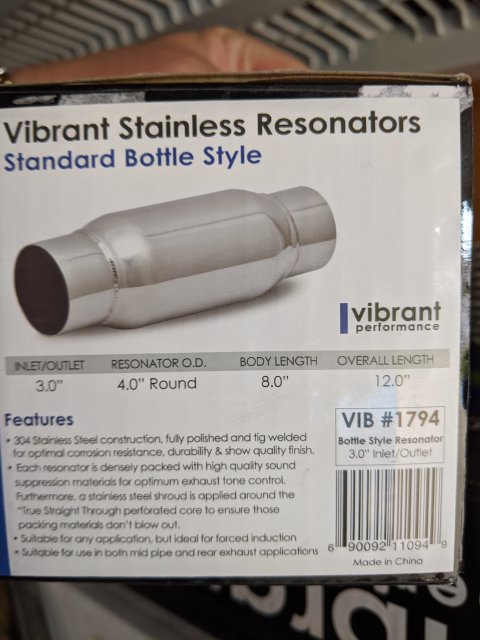 Vibrant Stainless Resonators
Standard Bottle Style
vibrant
performance
INLET/OUTLET RESONATOR O.D. BODY LENGTH OVERALL LENGTH
3.0" 4.0" Round 8.0" 12.0"
Features
• 304 Stainless Steel construction, fully polished and tig welded
for optimal corrosion resistance, durability & show quality finish.
• Each resonator is densely packed with high quality sound
suppression materials for optimum exhaust tone control.
Furthermore, a stainless steel shroud is applied around the
"True Straight Through perforated core to ensure those
packing materials don't blow out.
• Suitable for any application, but ideal for forced induction
• Suitable for use in both mid pipe and rear exhaust applications
VIB #1794
Bottle Style Resonator
3.0" Inlet/Outlet
6 90092 11094 9
Made in China